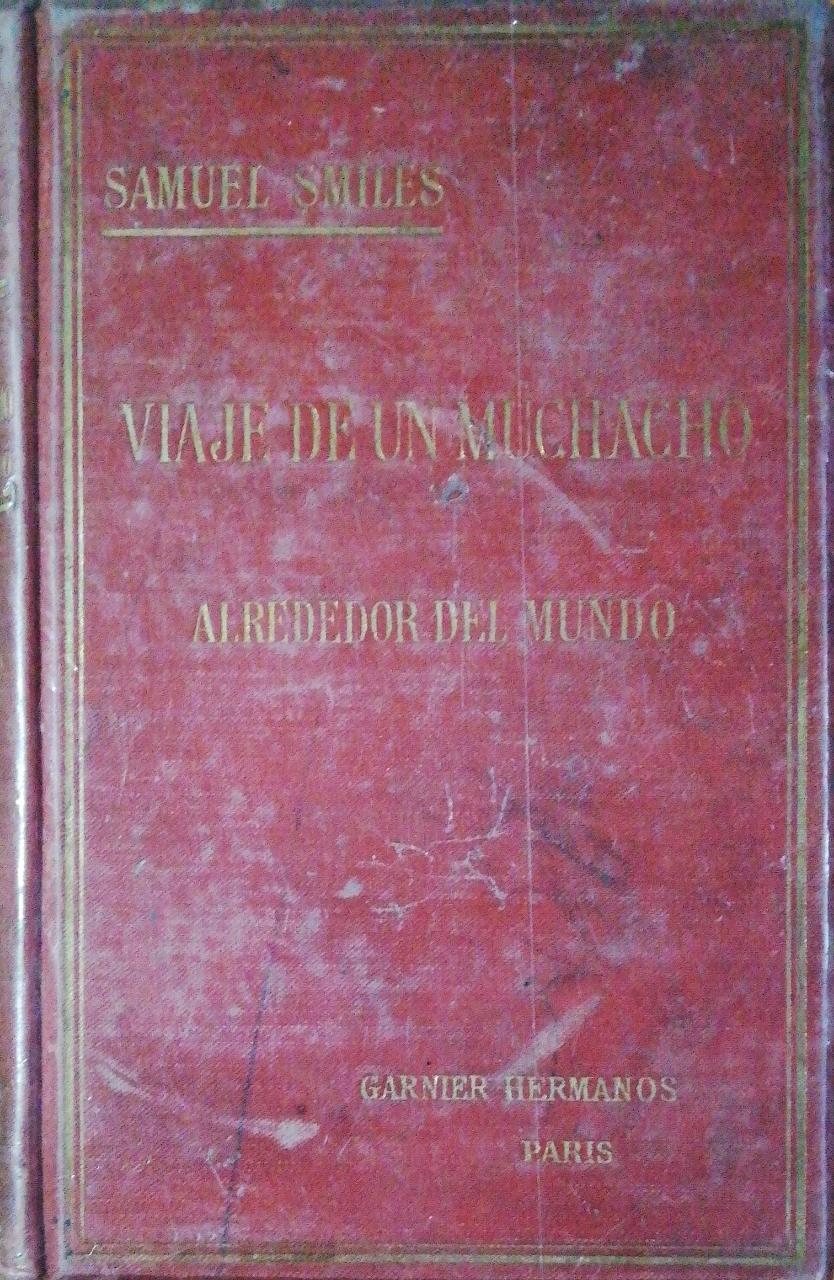 SAMUEL SMILES
VIAJE DE UN MUCHACHO
ALREDEDOR DEL MUNDO
GARNIER HERMANOS
PARIS